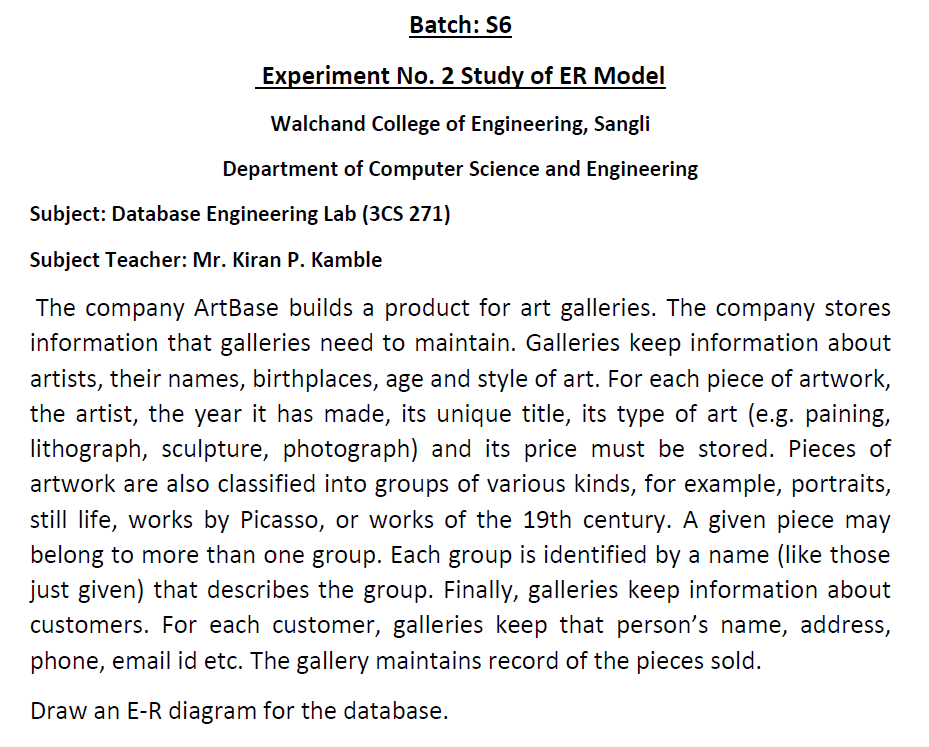 Batch: S6
Experiment No. 2 Study of ER Model
Walchand College of Engineering, Sangli
Department of Computer Science and Engineering
Subject: Database Engineering Lab (3CS 271)
Subject Teacher: Mr. Kiran P. Kamble
The company ArtBase builds a product for art galleries. The company stores
information that galleries need to maintain. Galleries keep information about
artists, their names, birthplaces, age and style of art. For each piece of artwork,
the artist, the year it has made, its unique title, its type of art (e.g. paining,
lithograph, sculpture, photograph) and its price must be stored. Pieces of
artwork are also classified into groups of various kinds, for example, portraits,
still life, works by Picasso, or works of the 19th century. A given piece may
belong to more than one group. Each group is identified by a name (like those
just given) that describes the group. Finally, galleries keep information about
customers. For each customer, galleries keep that person’s name, address,
phone, email id etc. The gallery maintains record of the pieces sold.
Draw an E-R diagram for the database.